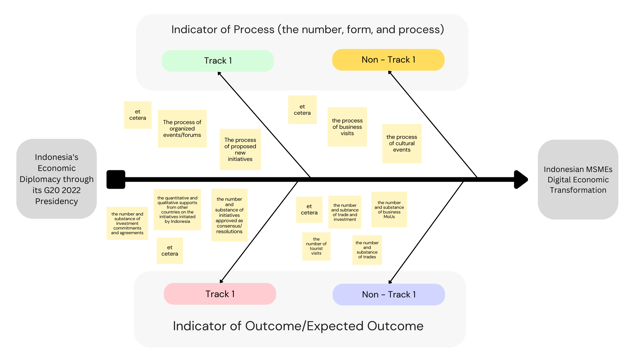 Indicator of Process (the number, form, and process)
Track 1
Non - Track 1
et
cetera
The process of
organized
events/forums
The process
of proposed
new
initiatives
et
cetera
the process
of business
visits
the process
of cultural
events
Indonesia's
Economic
Diplomacy through
its G20 2022
Presidency
Indonesian MSMEs
Digital Economic
Transformation
the number and
substance of
investment
commitments
and agreements
the quantitative and
qualitative supports
from other
countries on the
initiatives initiated
by Indonesia
et
cetera
the number
and
substance of
initiatives
approved as
consensus/
resolutions
et
cetera
the
number of
tourist
visits
the number
and subtance
of trade and
investment
the number
and
substance
of trades
the number
and substance
of business
MoUs
Track 1
Non - Track 1
Indicator of Outcome/Expected Outcome